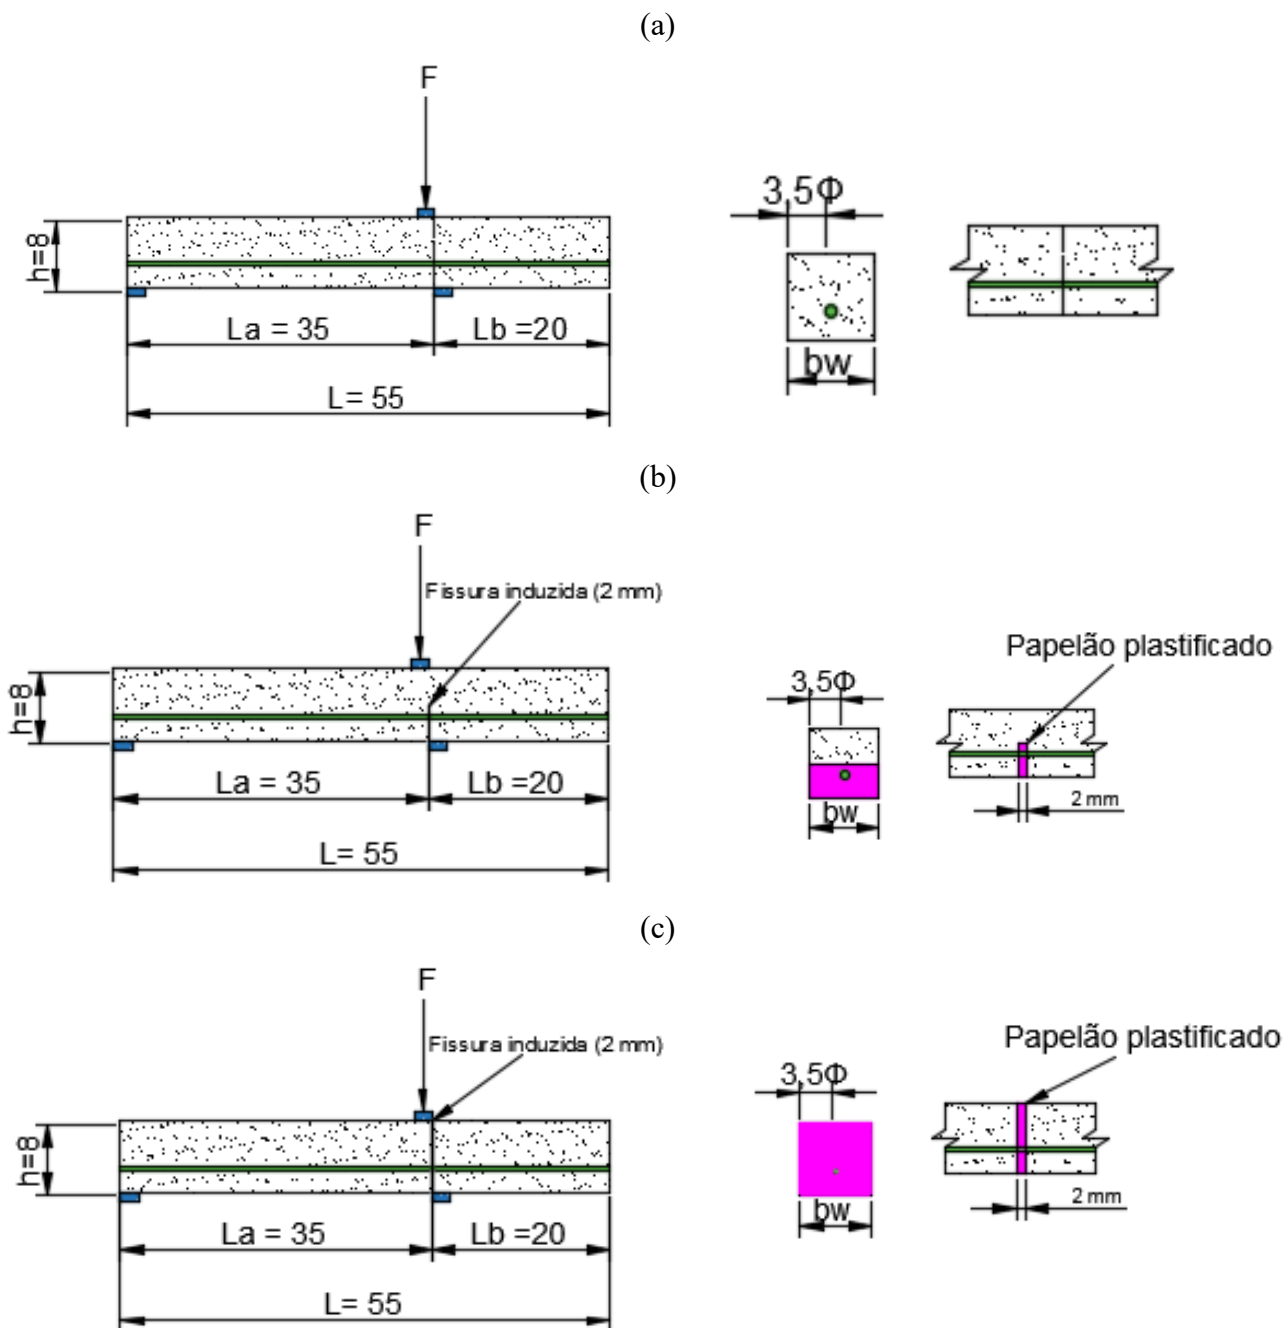 (a)
F
3,5Φ
h=8
La = 35
Lb =20
bw
L= 55
(b)
F
Fissura induzida (2 mm)
Papelão plastificado
3,5Φ
h=8
La = 35
Lb =20
bw
2 mm
L= 55
(c)
F
Fissura induzida (2 mm)
Papelão plastificado
3,5Φ
h=8
La = 35
Lb =20
bw
2 mm
L= 55